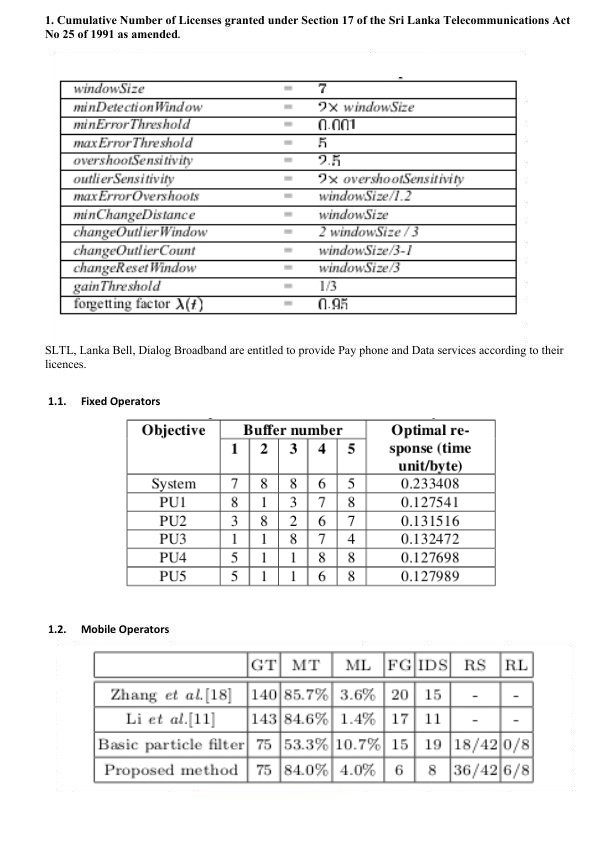 1. Cumulative Number of Licenses granted under Section 17 of the Sri Lanka Telecommunications Act
No 25 of 1991 as amended.
windowSize = 7
minDetectionWindow = 2× windowSize
minErrorThreshold = 0.001
maxErrorThreshold = 5
overshootSensitivity = 2.5
outlierSensitivity = 2× overshootSensitivity
maxErrorOvershoots = windowSize/1.2
minChangeDistance = windowSize
changeOutlierWindow = 2 windowSize / 3
changeOutlierCount = windowSize/3-1
changeResetWindow = windowSize/3
gainThreshold = 1/3
forgetting factor λ(t) = 0.95
SLTL, Lanka Bell, Dialog Broadband are entitled to provide Pay phone and Data services according to their
licences.
1.1. Fixed Operators
Objective Buffer number Optimal re-
1 2 3 4 5 sponse (time
unit/byte)
System 7 8 8 6 5 0.233408
PU1 8 1 3 7 8 0.127541
PU2 3 8 2 6 7 0.131516
PU3 1 1 8 7 4 0.132472
PU4 5 1 1 8 8 0.127698
PU5 5 1 1 6 8 0.127989
1.2. Mobile Operators
GT MT ML FG IDS RS RL
Zhang et al.[18] 140 85.7% 3.6% 20 15 - -
Li et al.[11] 143 84.6% 1.4% 17 11 - -
Basic particle filter 75 53.3% 10.7% 15 19 18/42 0/8
Proposed method 75 84.0% 4.0% 6 8 36/42 6/8